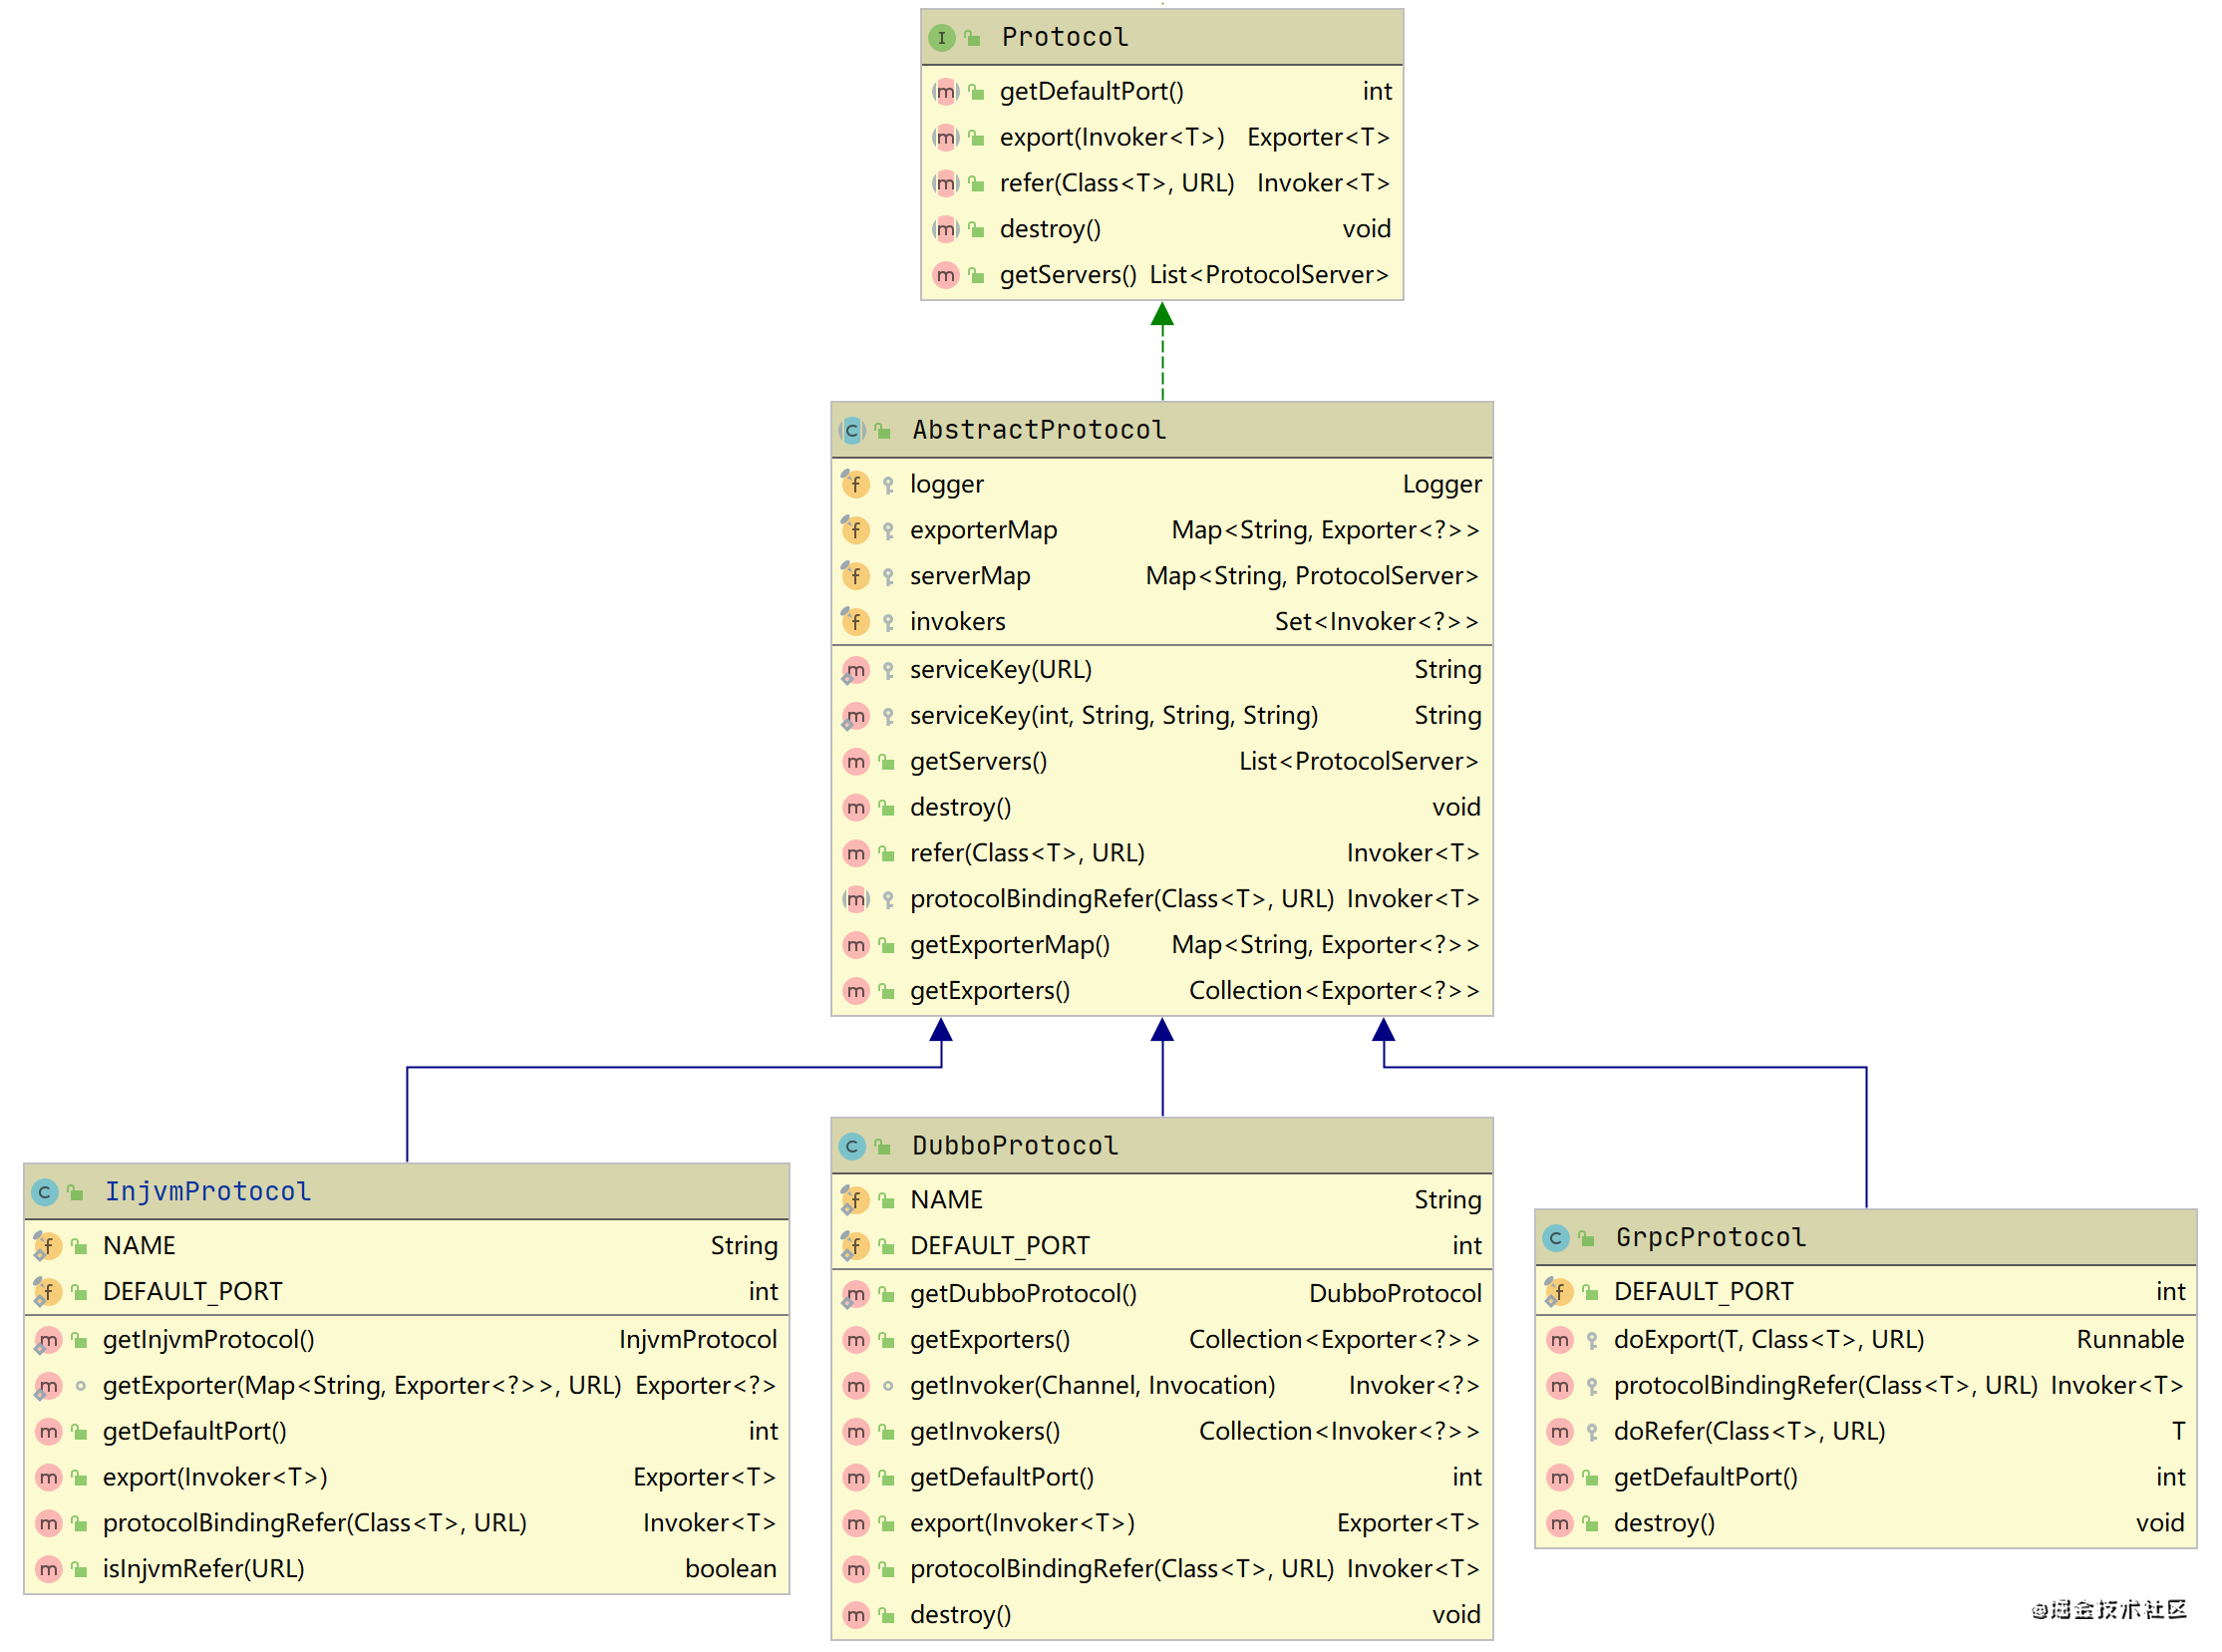 Protocol
getDefaultPort() int
export(Invoker<T>) Exporter<T>
refer(Class<T>, URL) Invoker<T>
destroy() void
getServers() List<ProtocolServer>
AbstractProtocol
logger Logger
exporterMap Map<String, Exporter<?>>
serverMap Map<String, ProtocolServer>
invokers Set<Invoker<?>>
serviceKey(URL) String
serviceKey(int, String, String, String) String
getServers() List<ProtocolServer>
destroy() void
refer(Class<T>, URL) Invoker<T>
protocolBindingRefer(Class<T>, URL) Invoker<T>
getExporterMap() Map<String, Exporter<?>>
getExporters() Collection<Exporter<?>>
InjvmProtocol
NAME String
DEFAULT_PORT int
getInjvmProtocol() InjvmProtocol
getExporter(Map<String, Exporter<?>>, URL) Exporter<?>
getDefaultPort() int
export(Invoker<T>) Exporter<T>
protocolBindingRefer(Class<T>, URL) Invoker<T>
isInjvmRefer(URL) boolean
DubboProtocol
NAME String
DEFAULT_PORT int
getDubboProtocol() DubboProtocol
getExporters() Collection<Exporter<?>>
getInvoker(Channel, Invocation) Invoker<?>
getInvokers() Collection<Invoker<?>>
getDefaultPort() int
export(Invoker<T>) Exporter<T>
protocolBindingRefer(Class<T>, URL) Invoker<T>
destroy() void
GrpcProtocol
DEFAULT_PORT int
doExport(T, Class<T>, URL) Runnable
protocolBindingRefer(Class<T>, URL) Invoker<T>
doRefer(Class<T>, URL) T
getDefaultPort() int
destroy() void
@掘金技术社区